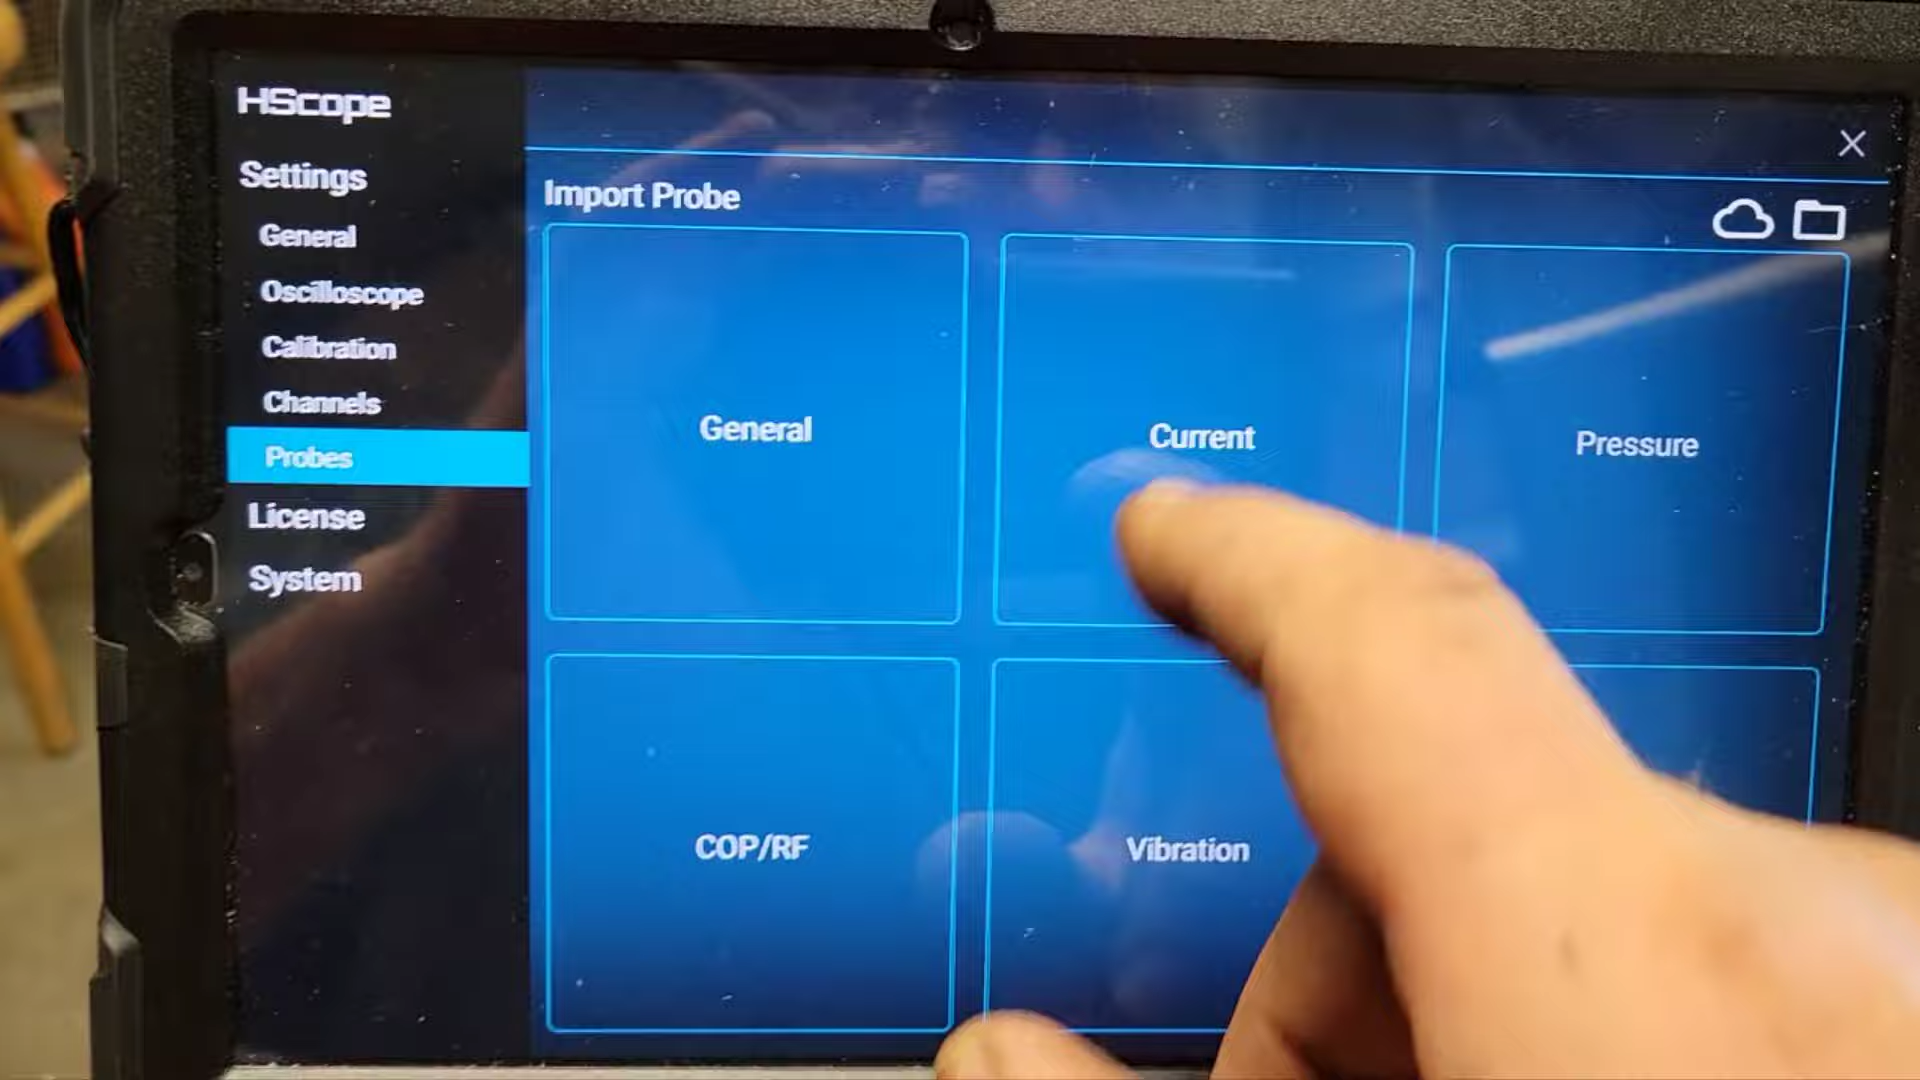 HScope
Settings
General
Oscilloscope
Calibration
Channels
Probes
License
System
Import Probe
General
Current
Pressure
COP/RF
Vibration